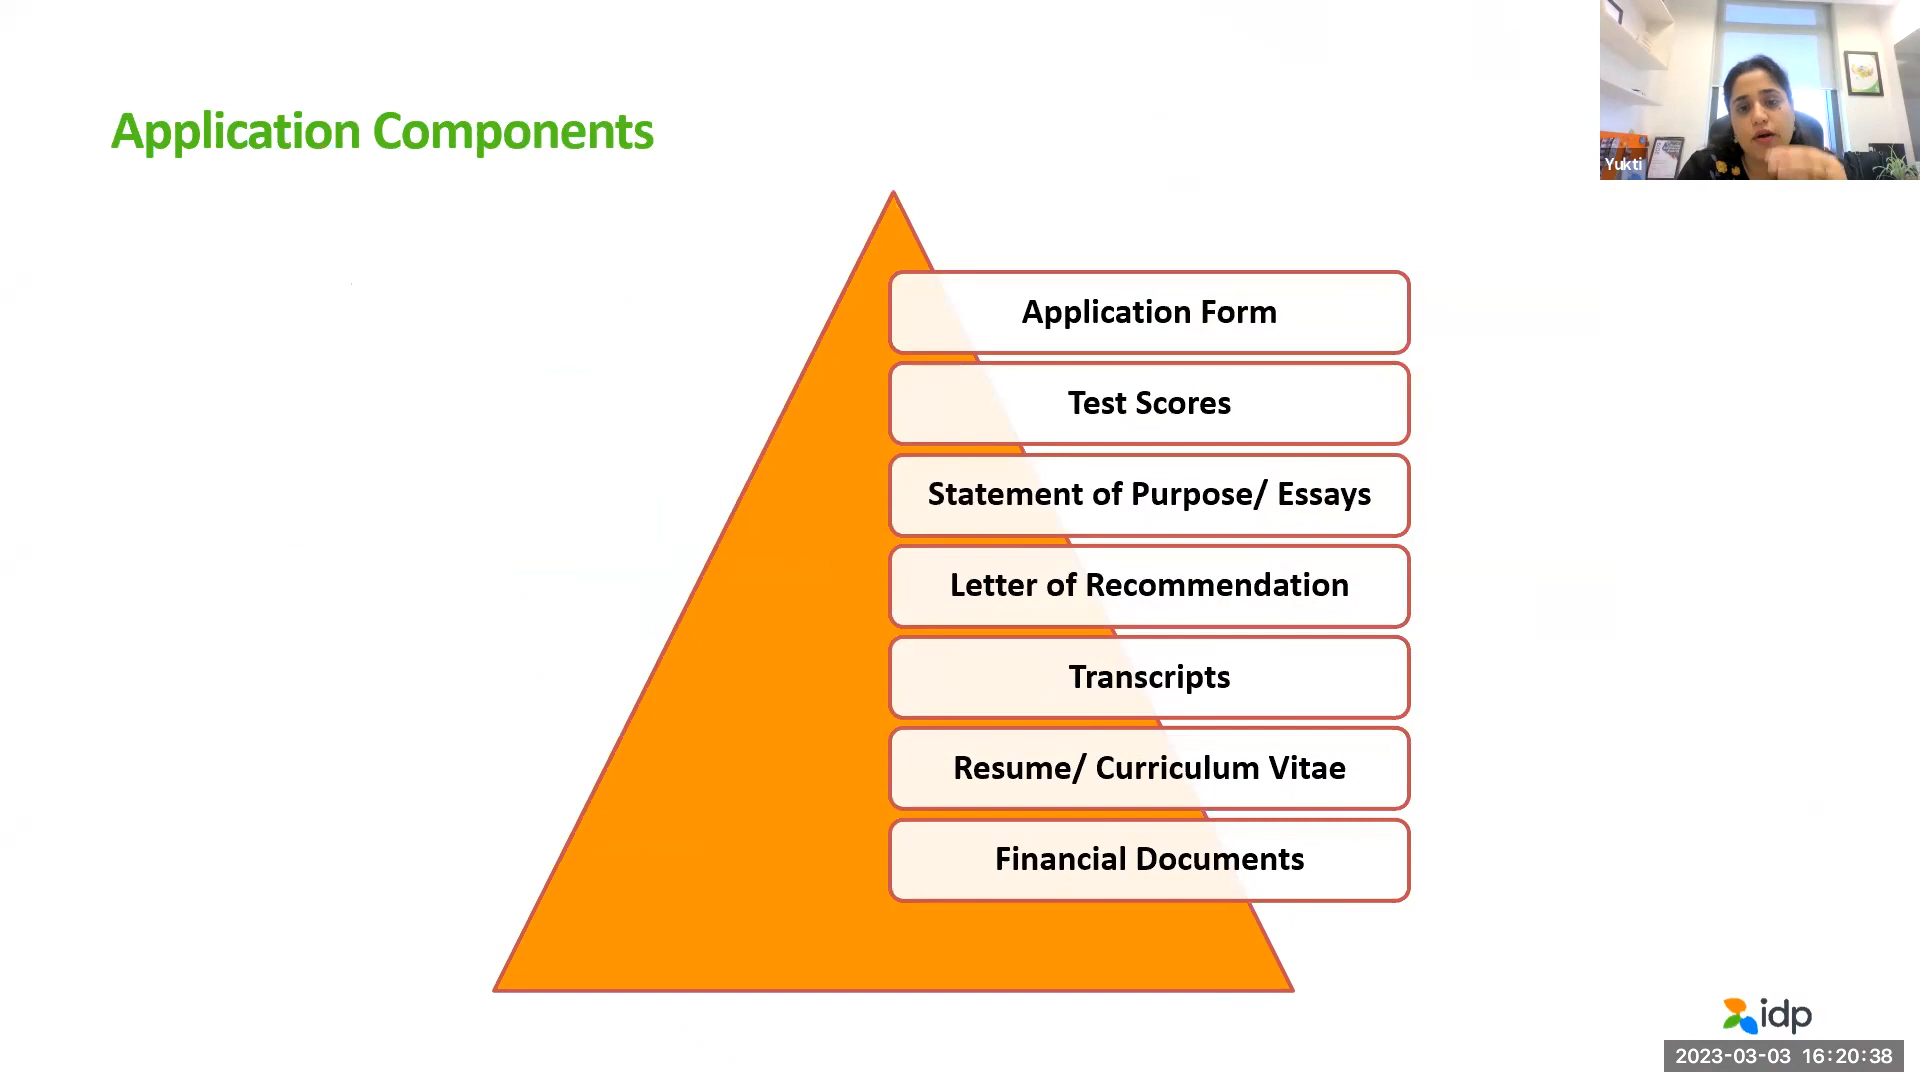 Application Components
Yukti
Application Form
Test Scores
Statement of Purpose/ Essays
Letter of Recommendation
Transcripts
Resume/ Curriculum Vitae
Financial Documents
idp
2023-03-03 16:20:38